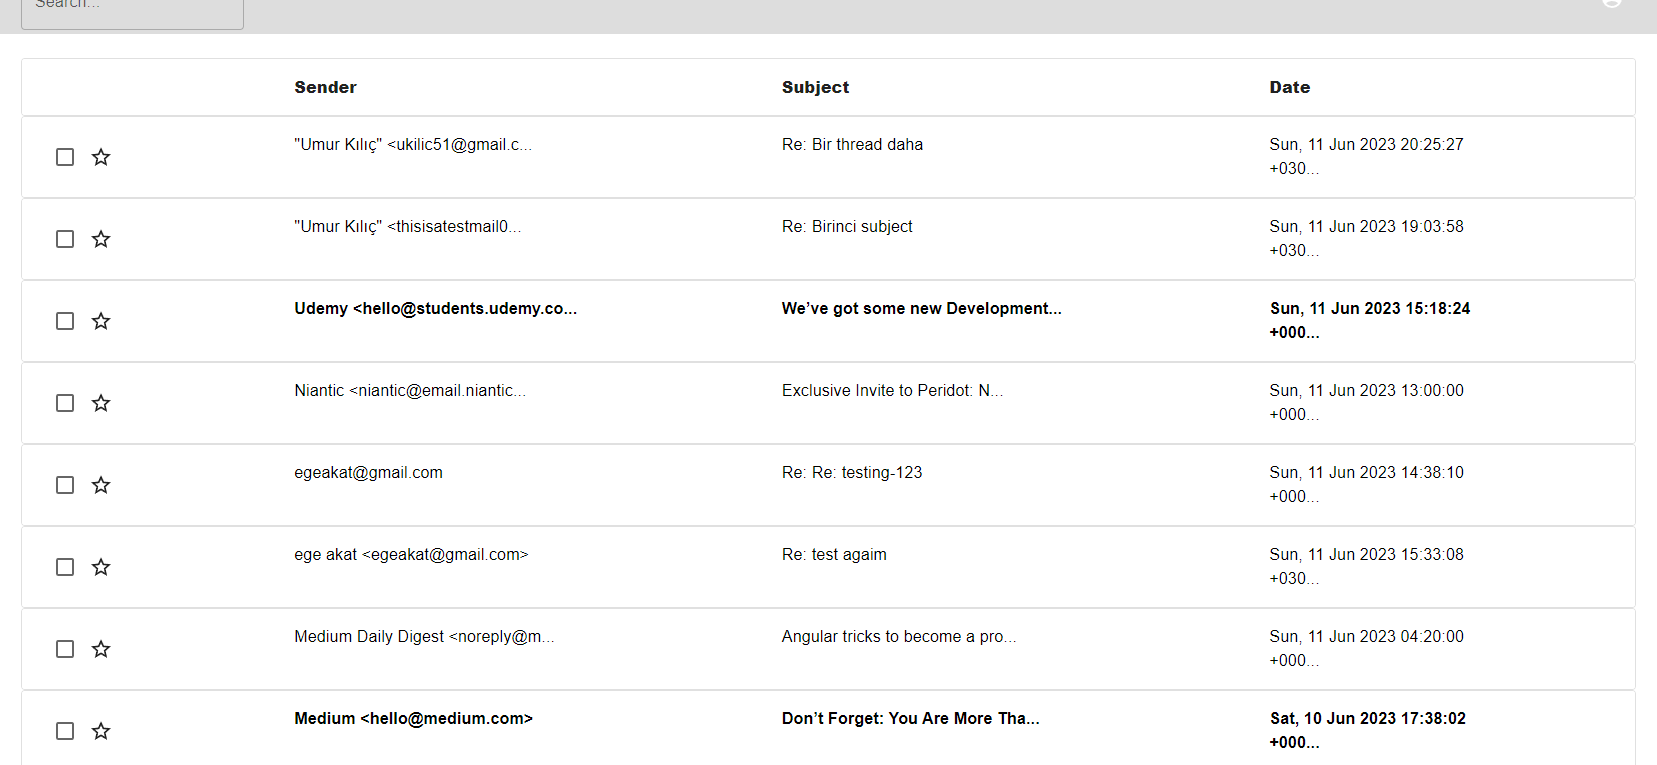 Search...
Sender Subject Date
"Umur Kılıç" <ukilic51@gmail.c... Re: Bir thread daha Sun, 11 Jun 2023 20:25:27
+030...
"Umur Kılıç" <thisisatestmail0... Re: Birinci subject Sun, 11 Jun 2023 19:03:58
+030...
Udemy <hello@students.udemy.co... We’ve got some new Development... Sun, 11 Jun 2023 15:18:24
+000...
Niantic <niantic@email.niantic... Exclusive Invite to Peridot: N... Sun, 11 Jun 2023 13:00:00
+000...
egeakat@gmail.com Re: Re: testing-123 Sun, 11 Jun 2023 14:38:10
+000...
ege akat <egeakat@gmail.com> Re: test agaim Sun, 11 Jun 2023 15:33:08
+030...
Medium Daily Digest <noreply@m... Angular tricks to become a pro... Sun, 11 Jun 2023 04:20:00
+000...
Medium <hello@medium.com> Don’t Forget: You Are More Tha... Sat, 10 Jun 2023 17:38:02
+000...